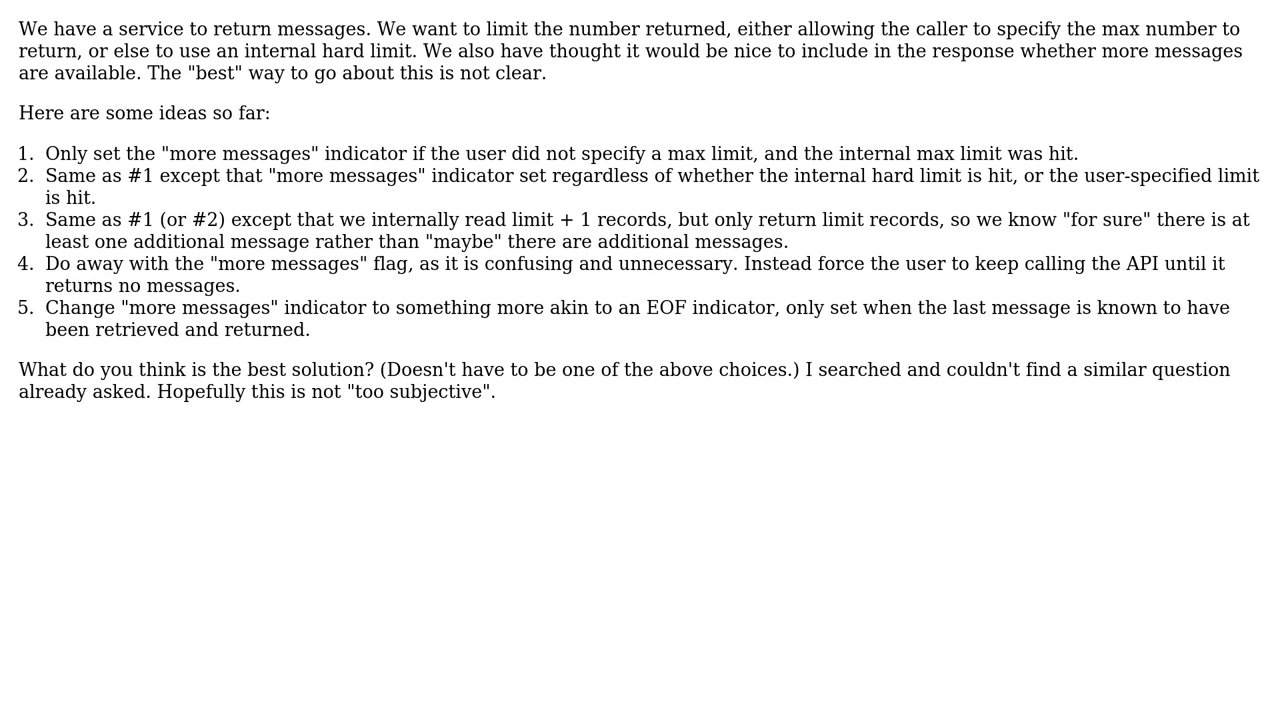 We have a service to return messages. We want to limit the number returned, either allowing the caller to specify the max number to
return, or else to use an internal hard limit. We also have thought it would be nice to include in the response whether more messages
are available. The "best" way to go about this is not clear.
Here are some ideas so far:
1. Only set the "more messages" indicator if the user did not specify a max limit, and the internal max limit was hit.
2. Same as #1 except that "more messages" indicator set regardless of whether the internal hard limit is hit, or the user-specified limit
is hit.
3. Same as #1 (or #2) except that we internally read limit + 1 records, but only return limit records, so we know "for sure" there is at
least one additional message rather than "maybe" there are additional messages.
4. Do away with the "more messages" flag, as it is confusing and unnecessary. Instead force the user to keep calling the API until it
returns no messages.
5. Change "more messages" indicator to something more akin to an EOF indicator, only set when the last message is known to have
been retrieved and returned.
What do you think is the best solution? (Doesn't have to be one of the above choices.) I searched and couldn't find a similar question
already asked. Hopefully this is not "too subjective".